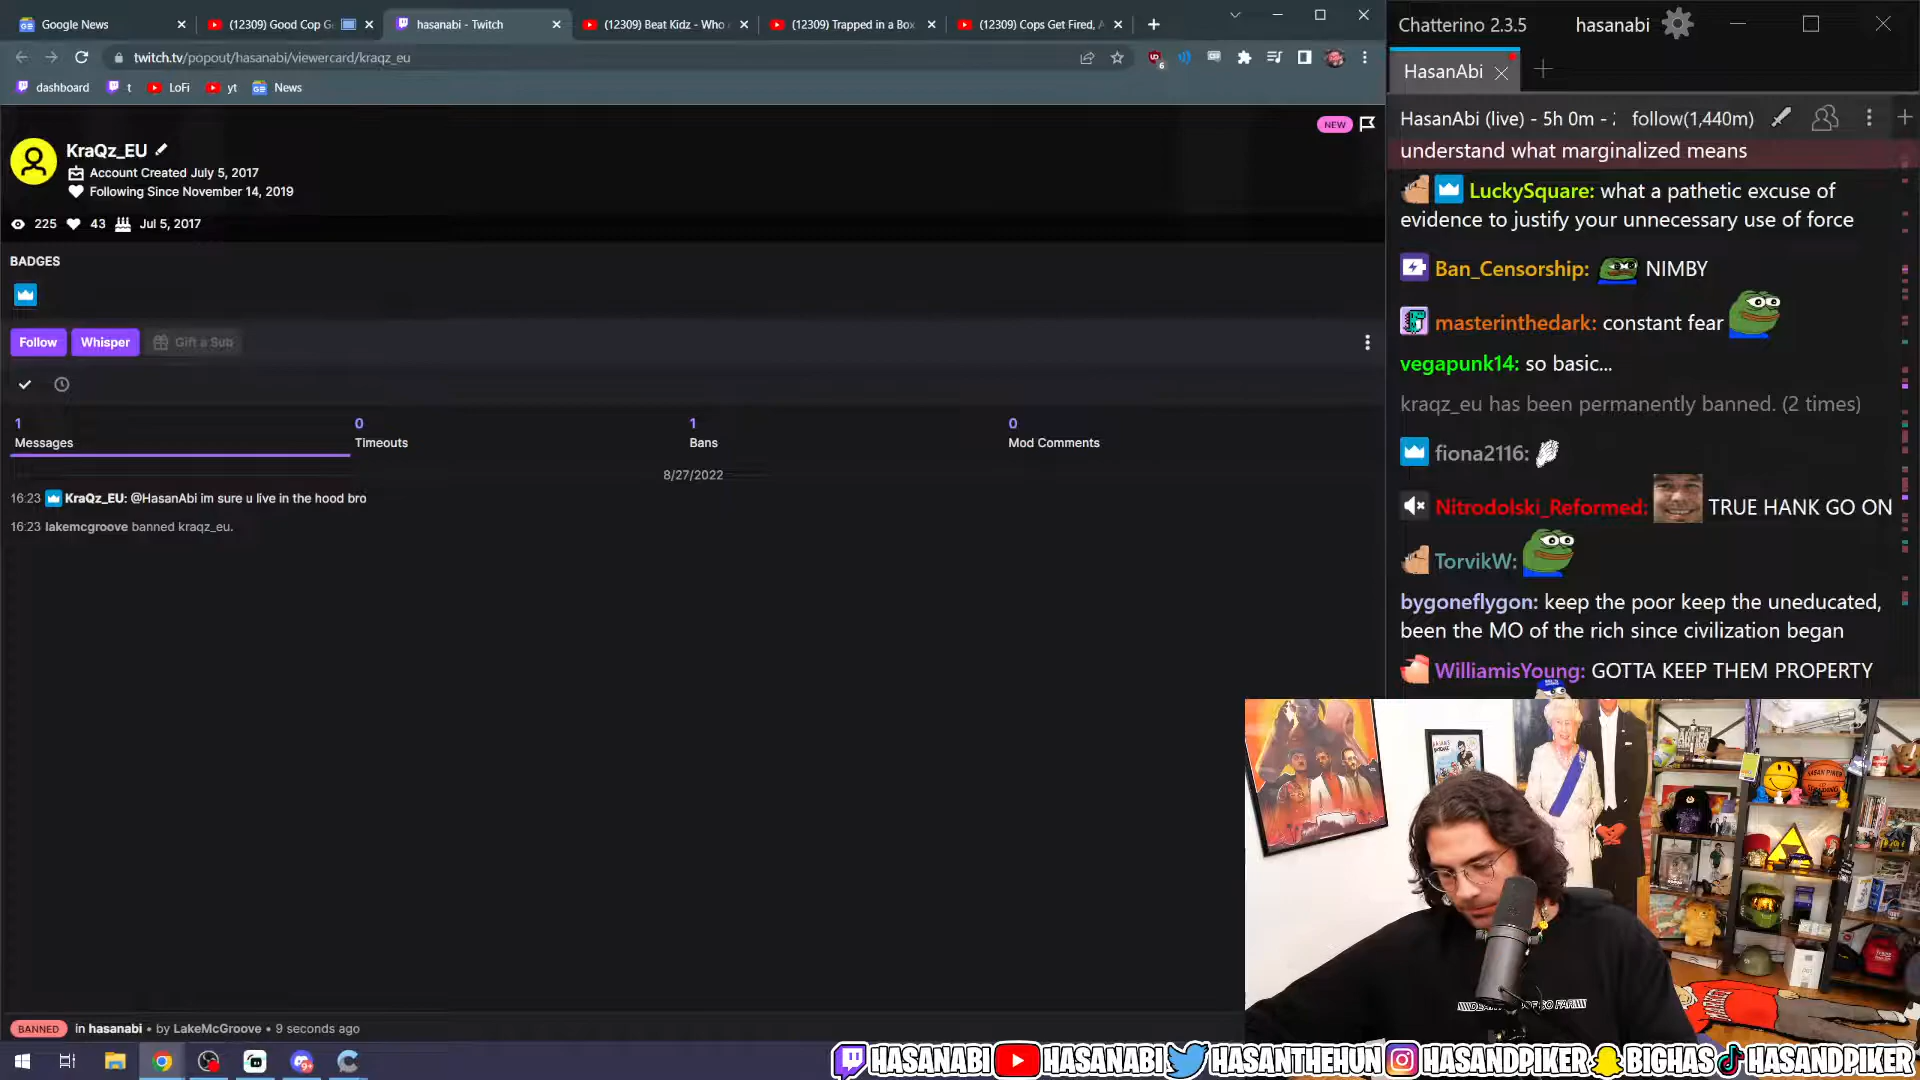 Google News
(12309) Good Cop G
hasanabi - Twitch
(12309) Beat Kidz - Who
(12309) Trapped in a Box
(12309) Cops Get Fired, A
twitch.tv/popout/hasanabi/viewercard/kraqz_eu
dashboard
t
LoFi
yt
News
NEW
KraQz_EU
Account Created July 5, 2017
Following Since November 14, 2019
225
43
Jul 5, 2017
BADGES
Follow
Whisper
Gift a Sub
1
Messages
0
Timeouts
1
Bans
0
Mod Comments
8/27/2022
16:23 KraQz_EU: @HasanAbi im sure u live in the hood bro
16:23 lakemcgroove banned kraqz_eu.
BANNED in hasanabi • by LakeMcGroove • 9 seconds ago
Chatterino 2.3.5
hasanabi
HasanAbi
HasanAbi (live) - 5h 0m -
follow(1,440m)
understand what marginalized means
LuckySquare: what a pathetic excuse of
evidence to justify your unnecessary use of force
Ban_Censorship: NIMBY
masterinthedark: constant fear
vegapunk14: so basic...
kraqz_eu has been permanently banned. (2 times)
fiona2116:
Nitrodolski_Reformed: TRUE HANK GO ON
TorvikW:
bygoneflygon: keep the poor keep the uneducated,
been the MO of the rich since civilization began
WilliamisYoung: GOTTA KEEP THEM PROPERTY
HASANABI
HASANABI
HASANTHEHUN
HASANDPIKER
BIGHAS
HASANDPIKER